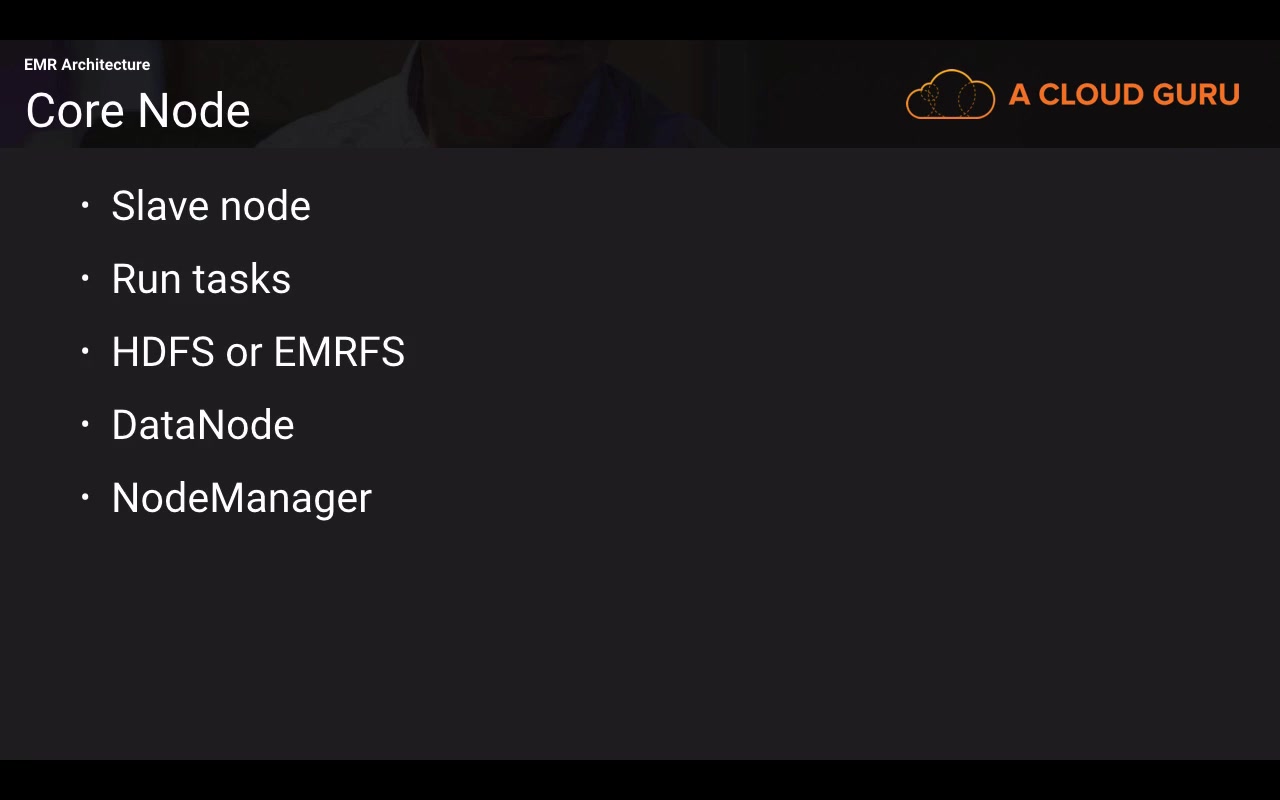 EMR Architecture
Core Node
A CLOUD GURU
• Slave node
• Run tasks
• HDFS or EMRFS
• DataNode
• NodeManager